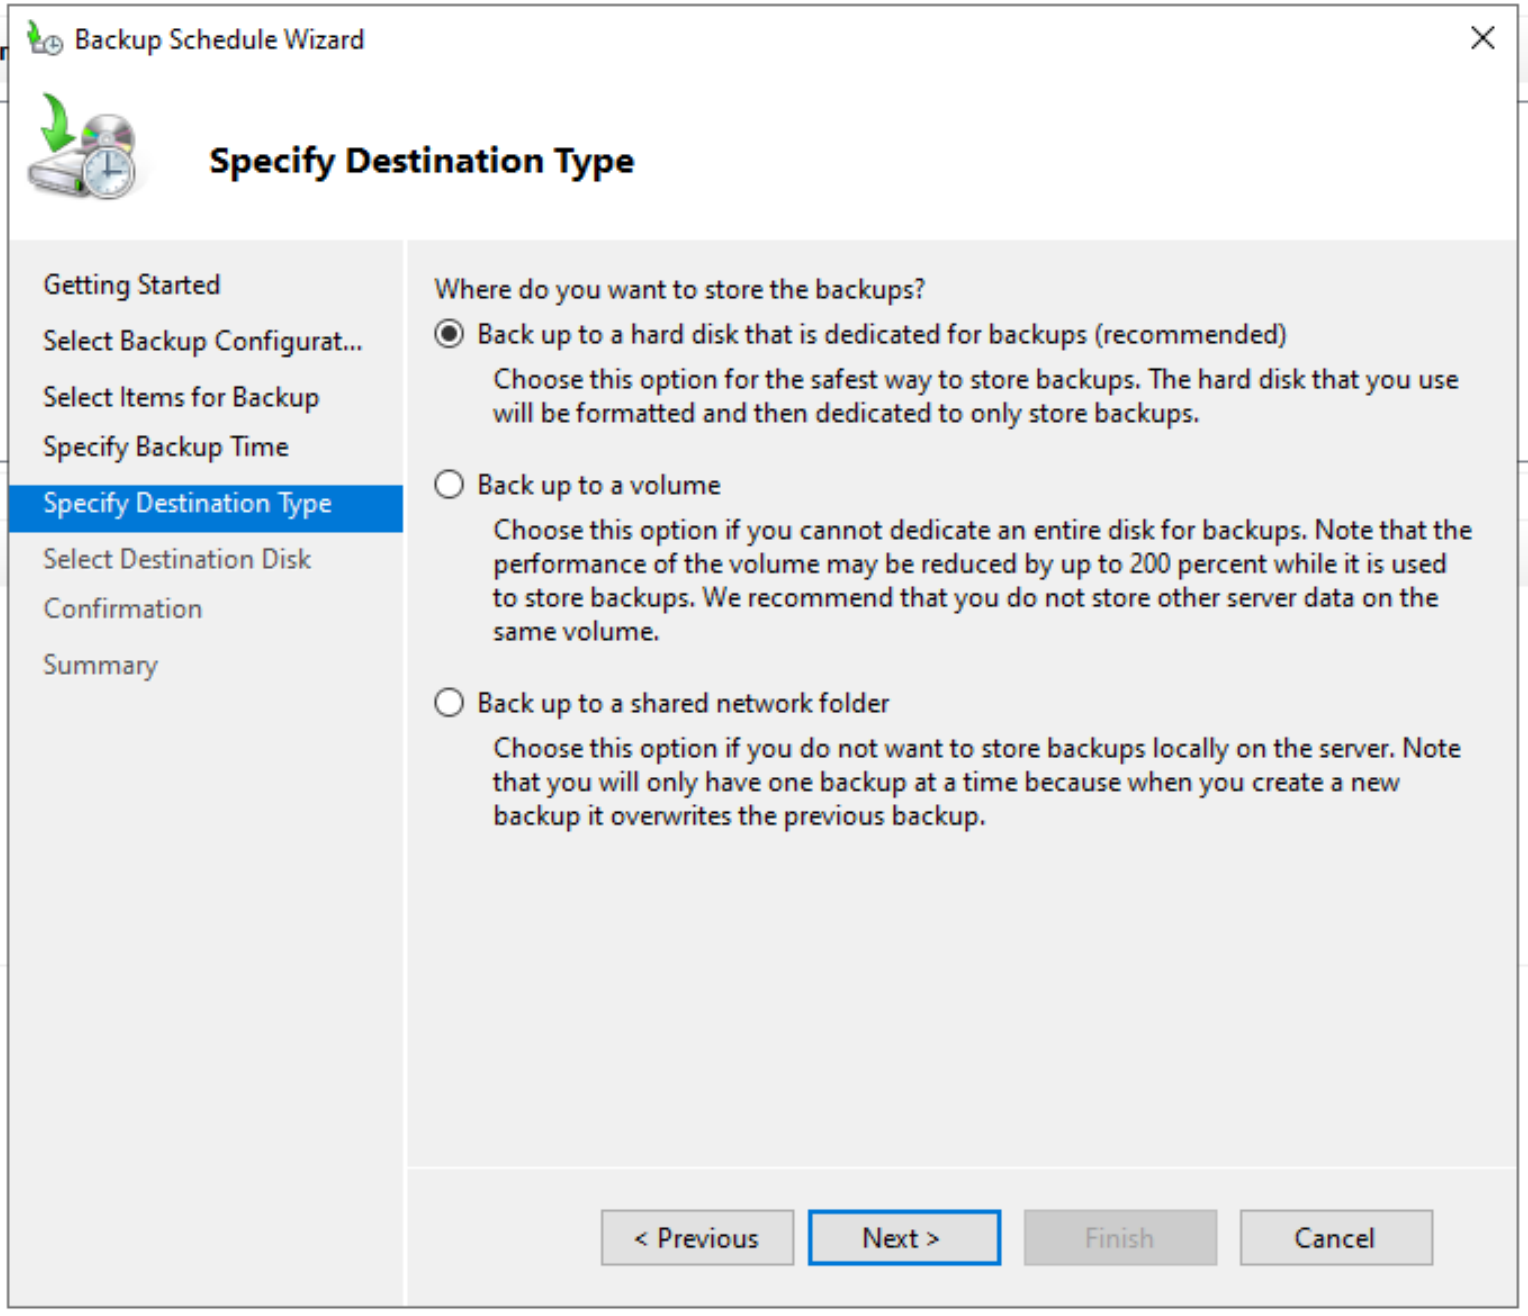 Backup Schedule Wizard
Specify Destination Type
Getting Started
Select Backup Configurat...
Select Items for Backup
Specify Backup Time
Specify Destination Type
Select Destination Disk
Confirmation
Summary
Where do you want to store the backups?
Back up to a hard disk that is dedicated for backups (recommended)
Choose this option for the safest way to store backups. The hard disk that you use
will be formatted and then dedicated to only store backups.
Back up to a volume
Choose this option if you cannot dedicate an entire disk for backups. Note that the
performance of the volume may be reduced by up to 200 percent while it is used
to store backups. We recommend that you do not store other server data on the
same volume.
Back up to a shared network folder
Choose this option if you do not want to store backups locally on the server. Note
that you will only have one backup at a time because when you create a new
backup it overwrites the previous backup.
< Previous
Next >
Finish
Cancel